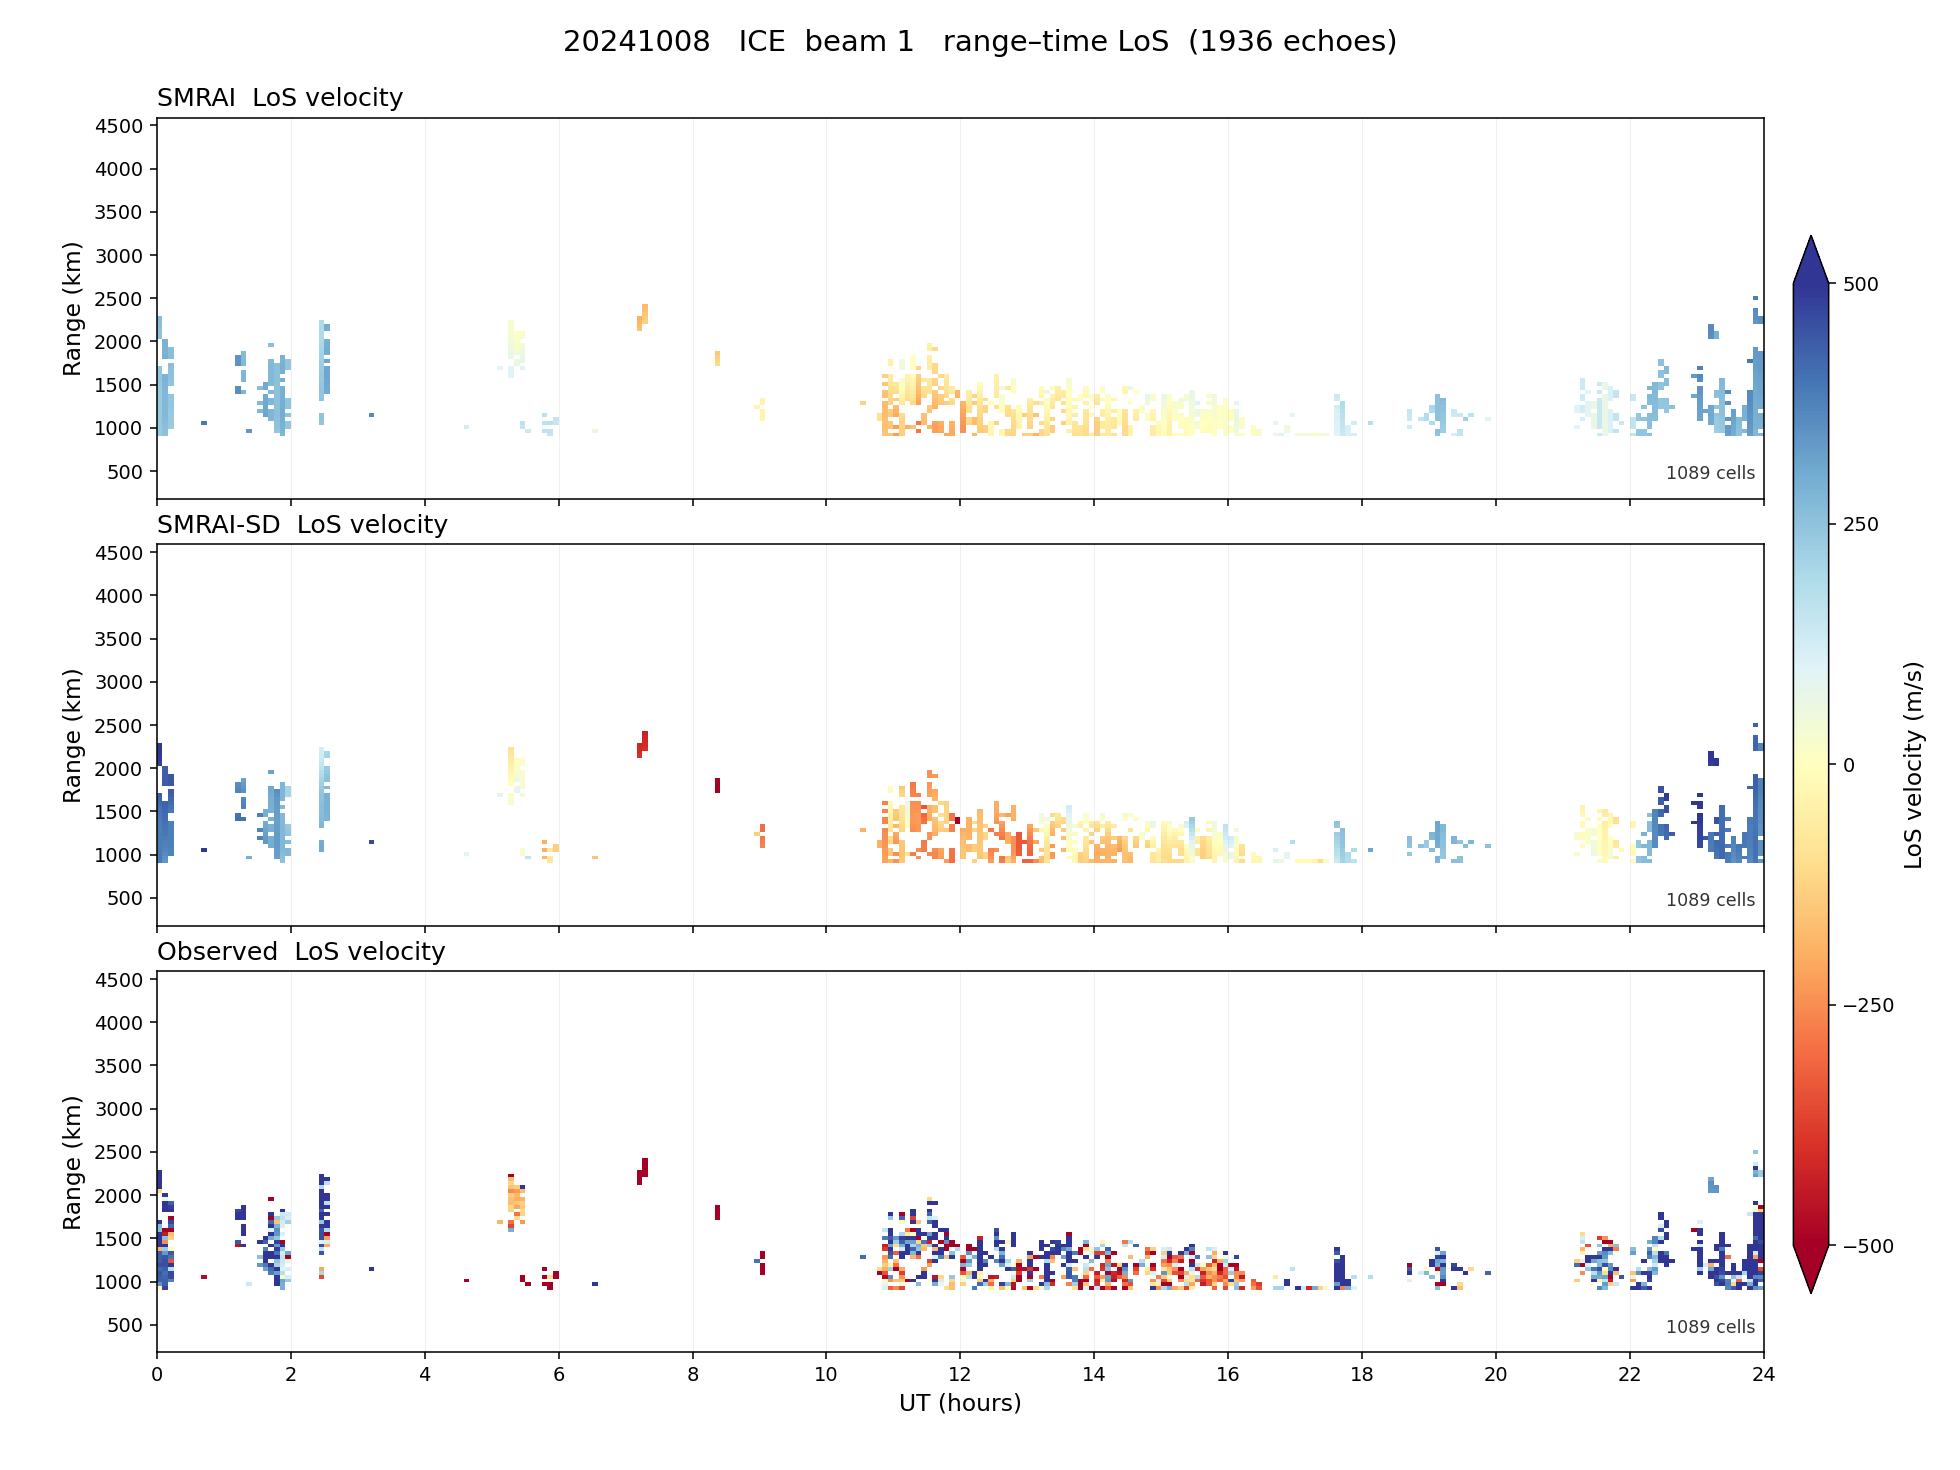 20241008   ICE  beam 1   range–time LoS  (1936 echoes)
SMRAI  LoS velocity
4500
4000
3500
3000
2500
2000
1500
1000
500
Range (km)
1089 cells
SMRAI-SD  LoS velocity
4500
4000
3500
3000
2500
2000
1500
1000
500
Range (km)
1089 cells
Observed  LoS velocity
4500
4000
3500
3000
2500
2000
1500
1000
500
Range (km)
1089 cells
0 2 4 6 8 10 12 14 16 18 20 22 24
UT (hours)
500
250
0
−250
−500
LoS velocity (m/s)